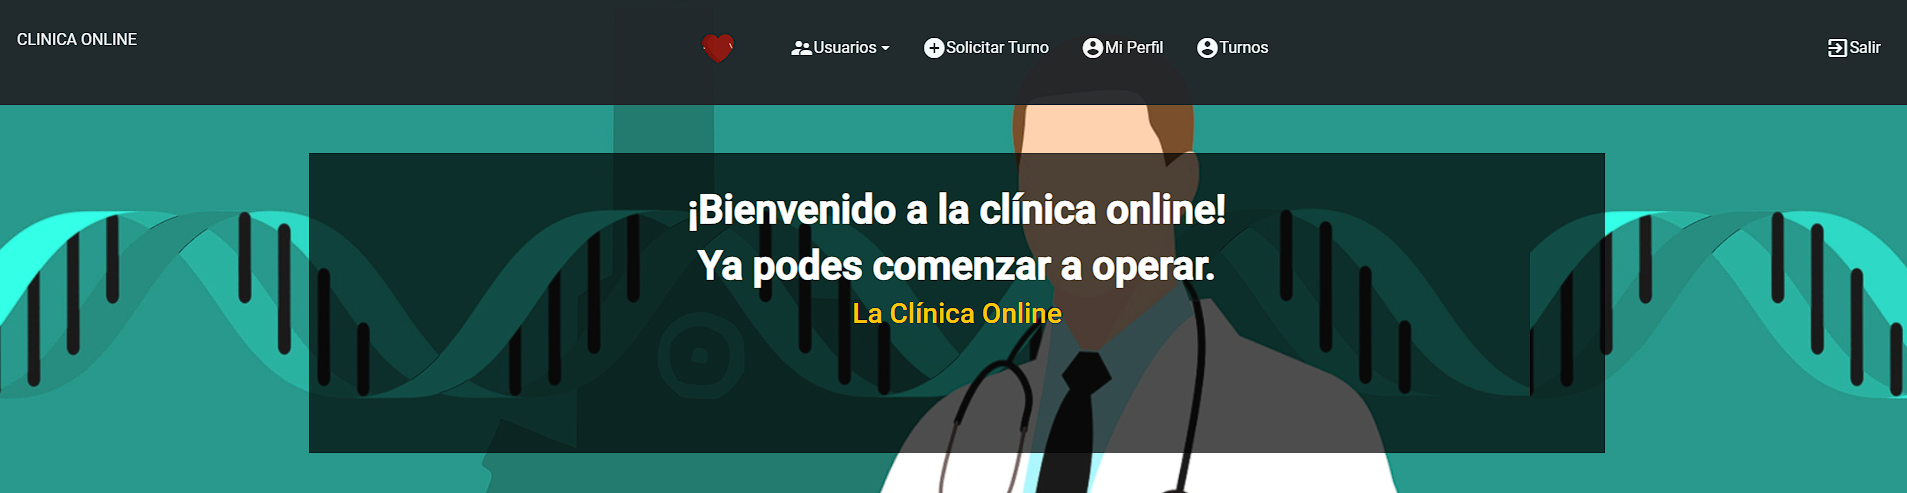 CLINICA ONLINE
Usuarios
Solicitar Turno
Mi Perfil
Turnos
Salir
¡Bienvenido a la clínica online!
Ya podes comenzar a operar.
La Clínica Online